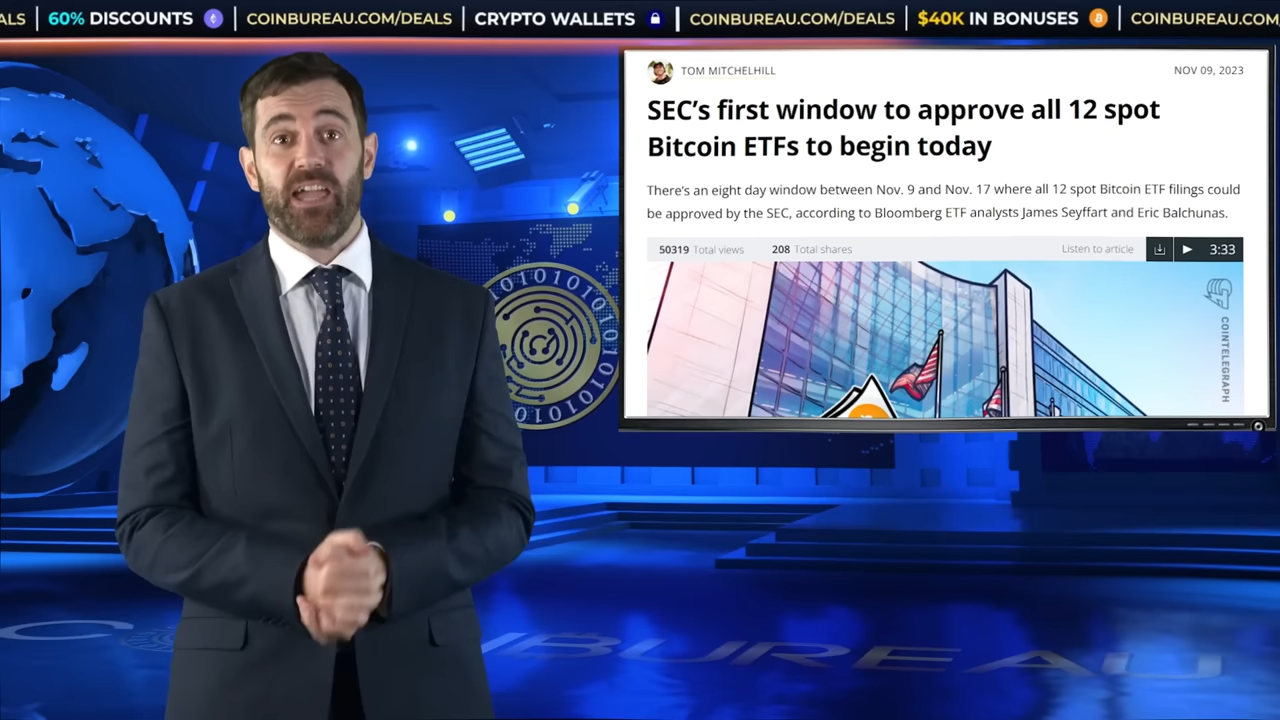 ALS | 60% DISCOUNTS | COINBUREAU.COM/DEALS | CRYPTO WALLETS | COINBUREAU.COM/DEALS | $40K IN BONUSES | COINBUREAU.COM
TOM MITCHELHILL
NOV 09, 2023
SEC’s first window to approve all 12 spot
Bitcoin ETFs to begin today
There’s an eight day window between Nov. 9 and Nov. 17 where all 12 spot Bitcoin ETF filings could
be approved by the SEC, according to Bloomberg ETF analysts James Seyffart and Eric Balchunas.
50319 Total views 208 Total shares Listen to article 3:33
COINTELEGRAPH
C NBUREAU